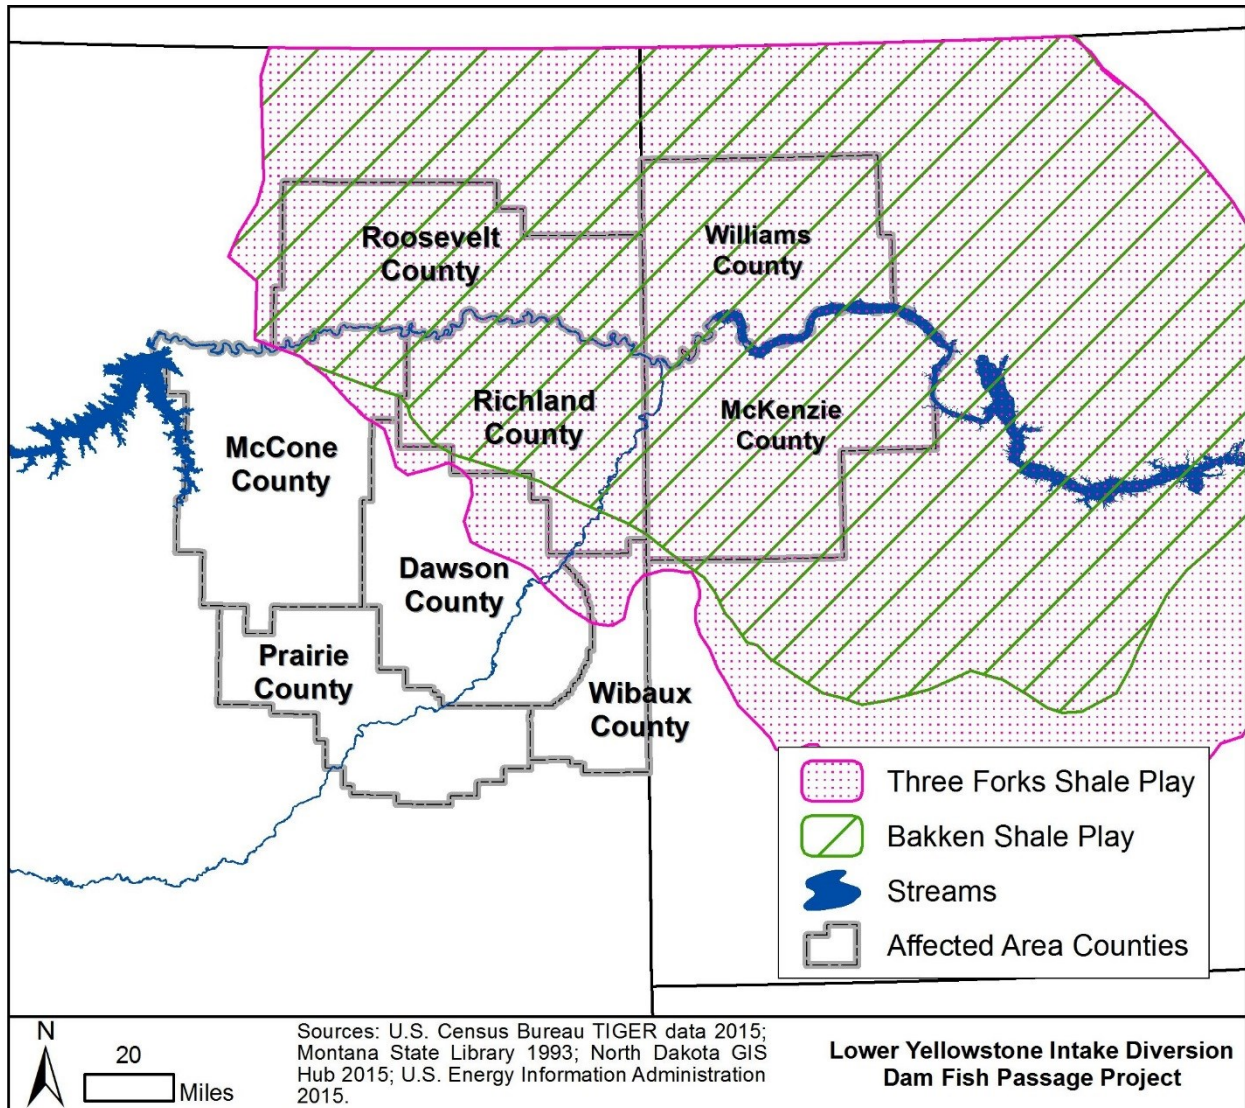 Roosevelt
County
Williams
County
Richland
County
McKenzie
County
McCone
County
Dawson
County
Prairie
County
Wibaux
County
Three Forks Shale Play
Bakken Shale Play
Streams
Affected Area Counties
N
20
Miles
Sources: U.S. Census Bureau TIGER data 2015;
Montana State Library 1993; North Dakota GIS
Hub 2015; U.S. Energy Information Administration
2015.
Lower Yellowstone Intake Diversion
Dam Fish Passage Project